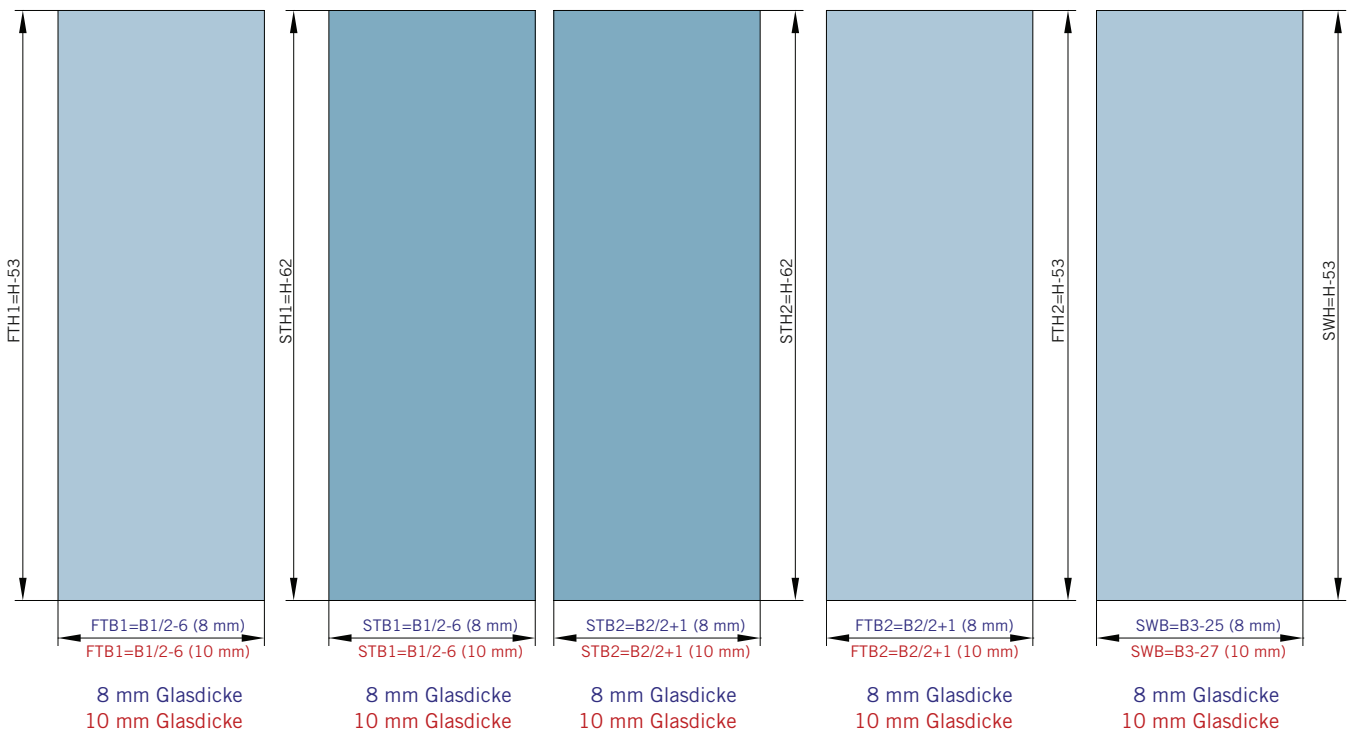 FTH1=H-53
STH1=H-62
STH2=H-62
FTH2=H-53
SWH=H-53
FTB1=B1/2-6 (8 mm)
FTB1=B1/2-6 (10 mm)
STB1=B1/2-6 (8 mm)
STB1=B1/2-6 (10 mm)
STB2=B2/2+1 (8 mm)
STB2=B2/2+1 (10 mm)
FTB2=B2/2+1 (8 mm)
FTB2=B2/2+1 (10 mm)
SWB=B3-25 (8 mm)
SWB=B3-27 (10 mm)
8 mm Glasdicke
10 mm Glasdicke
8 mm Glasdicke
10 mm Glasdicke
8 mm Glasdicke
10 mm Glasdicke
8 mm Glasdicke
10 mm Glasdicke
8 mm Glasdicke
10 mm Glasdicke